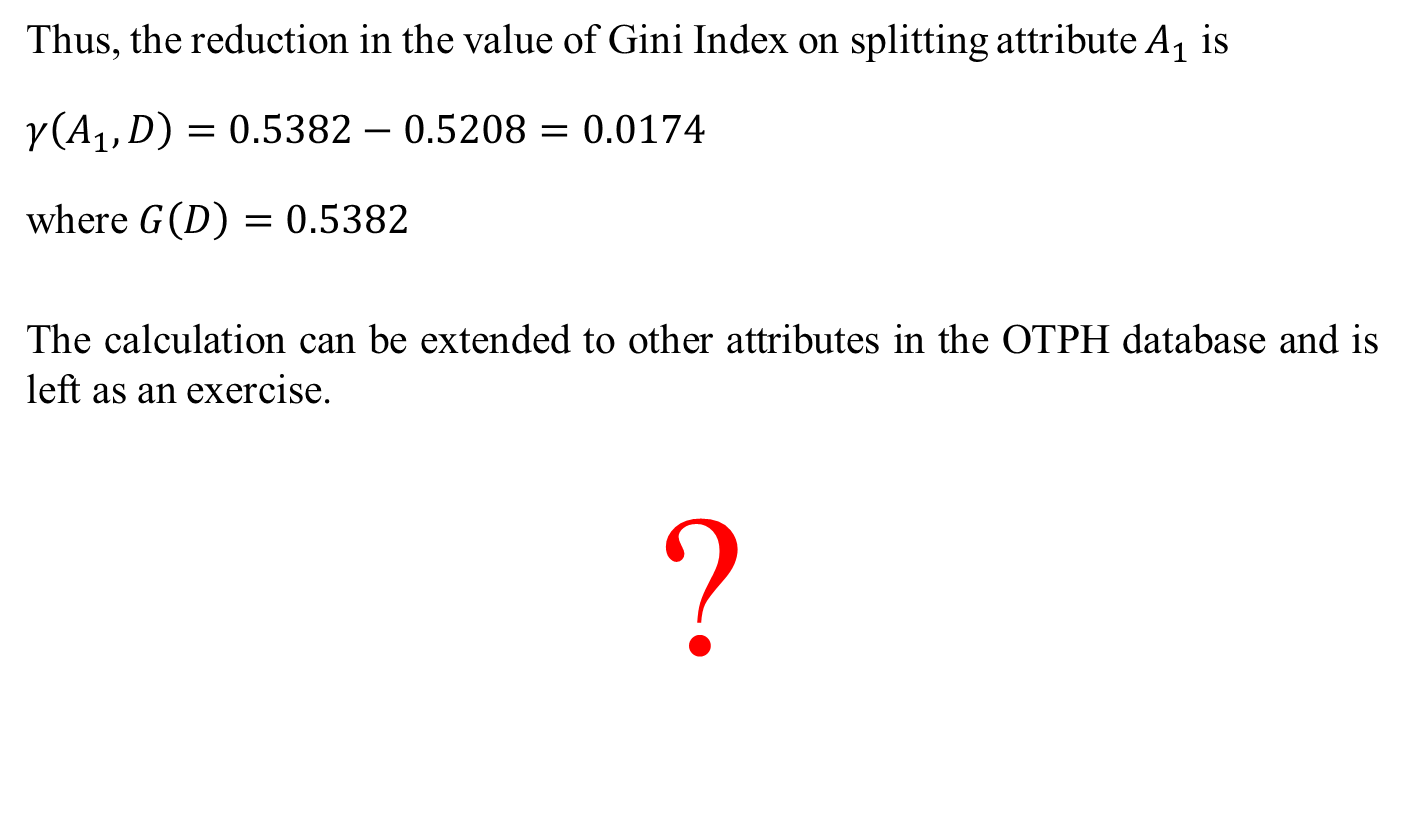 Thus, the reduction in the value of Gini Index on splitting attribute 𝐴₁ is
𝛾(𝐴₁, 𝐷) = 0.5382 − 0.5208 = 0.0174
where 𝐺(𝐷) = 0.5382
The calculation can be extended to other attributes in the OTPH database and is
left as an exercise.
?